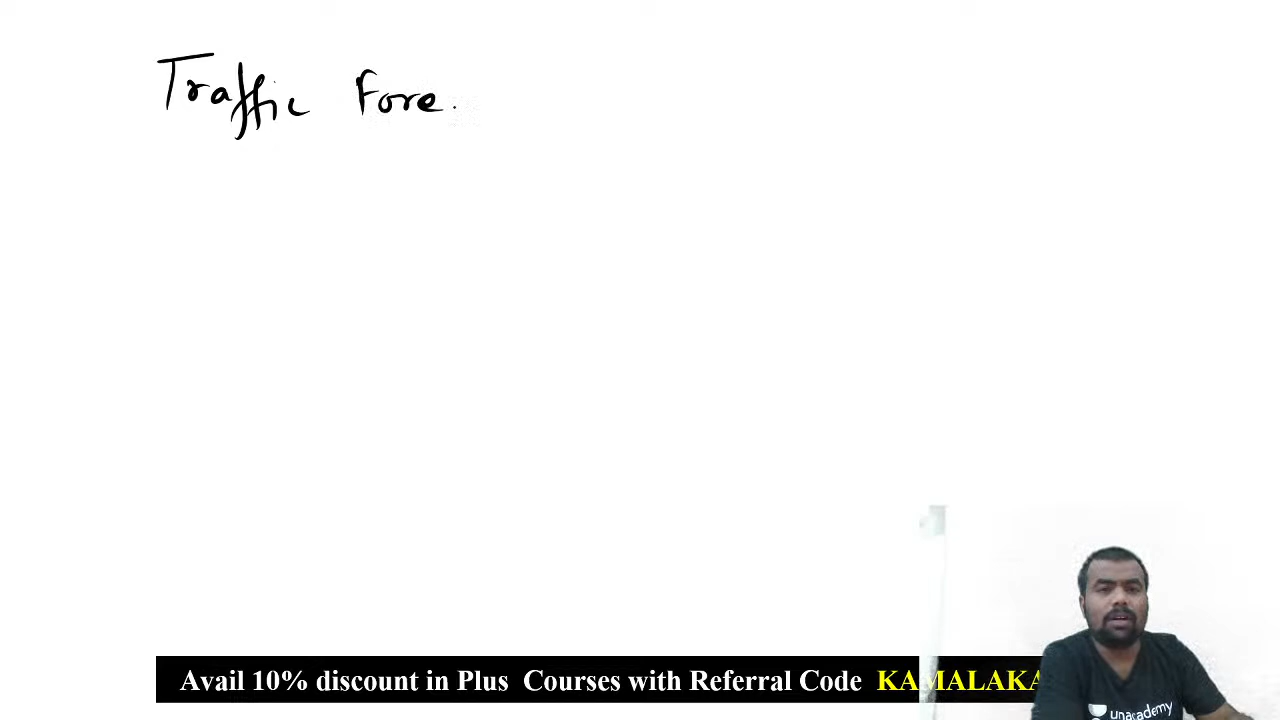 Traffic Fore
Avail 10% discount in Plus Courses with Referral Code KAMALAKA
unacademy